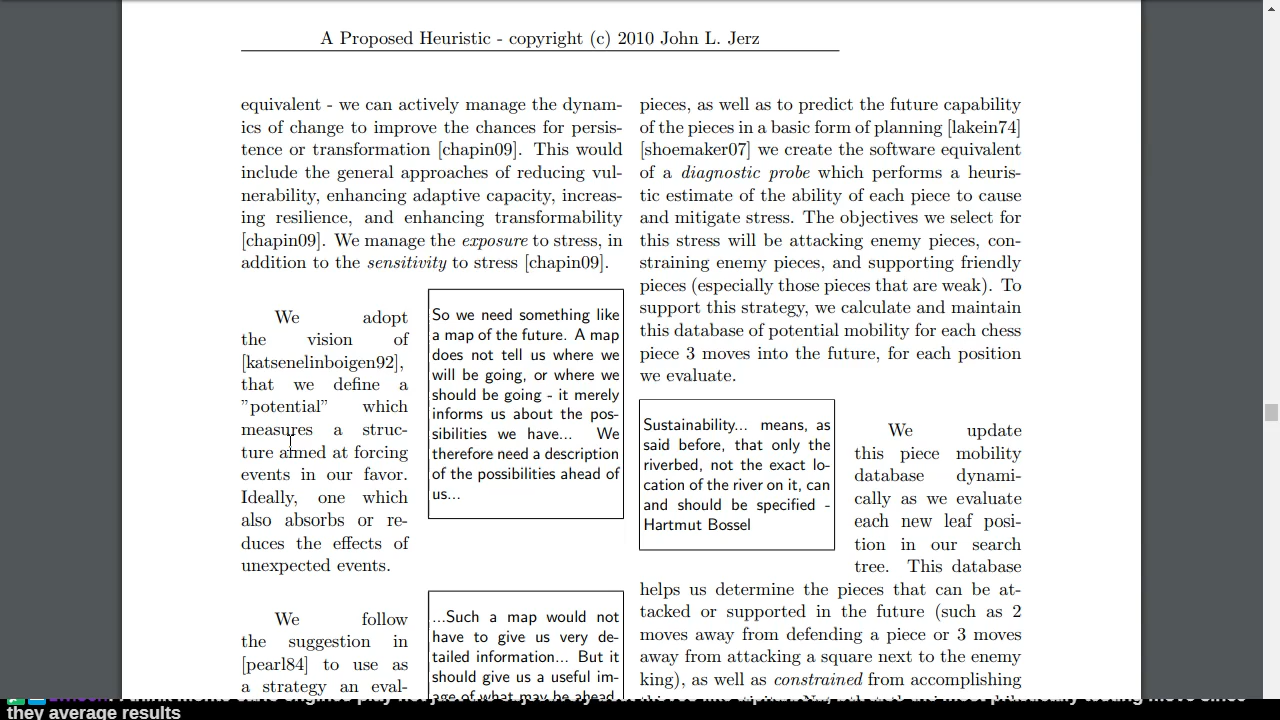 A Proposed Heuristic - copyright (c) 2010 John L. Jerz
equivalent - we can actively manage the dynam-
ics of change to improve the chances for persis-
tence or transformation [chapin09]. This would
include the general approaches of reducing vul-
nerability, enhancing adaptive capacity, increas-
ing resilience, and enhancing transformability
[chapin09]. We manage the exposure to stress, in
addition to the sensitivity to stress [chapin09].
We adopt
the vision of
[katsenelinboigen92],
that we define a
"potential" which
measures a struc-
ture aimed at forcing
events in our favor.
Ideally, one which
also absorbs or re-
duces the effects of
unexpected events.
So we need something like
a map of the future. A map
does not tell us where we
will be going, or where we
should be going - it merely
informs us about the pos-
sibilities we have... We
therefore need a description
of the possibilities ahead of
us...
We follow
the suggestion in
[pearl84] to use as
a strategy an eval-
...Such a map would not
have to give us very de-
tailed information... But it
should give us a useful im-
age of what may be ahead.
pieces, as well as to predict the future capability
of the pieces in a basic form of planning [lakein74]
[shoemaker07] we create the software equivalent
of a diagnostic probe which performs a heuris-
tic estimate of the ability of each piece to cause
and mitigate stress. The objectives we select for
this stress will be attacking enemy pieces, con-
straining enemy pieces, and supporting friendly
pieces (especially those pieces that are weak). To
support this strategy, we calculate and maintain
this database of potential mobility for each chess
piece 3 moves into the future, for each position
we evaluate.
Sustainability... means, as
said before, that only the
riverbed, not the exact lo-
cation of the river on it, can
and should be specified -
Hartmut Bossel
We update
this piece mobility
database dynami-
cally as we evaluate
each new leaf posi-
tion in our search
tree. This database
helps us determine the pieces that can be at-
tacked or supported in the future (such as 2
moves away from defending a piece or 3 moves
away from attacking a square next to the enemy
king), as well as constrained from accomplishing
they average results